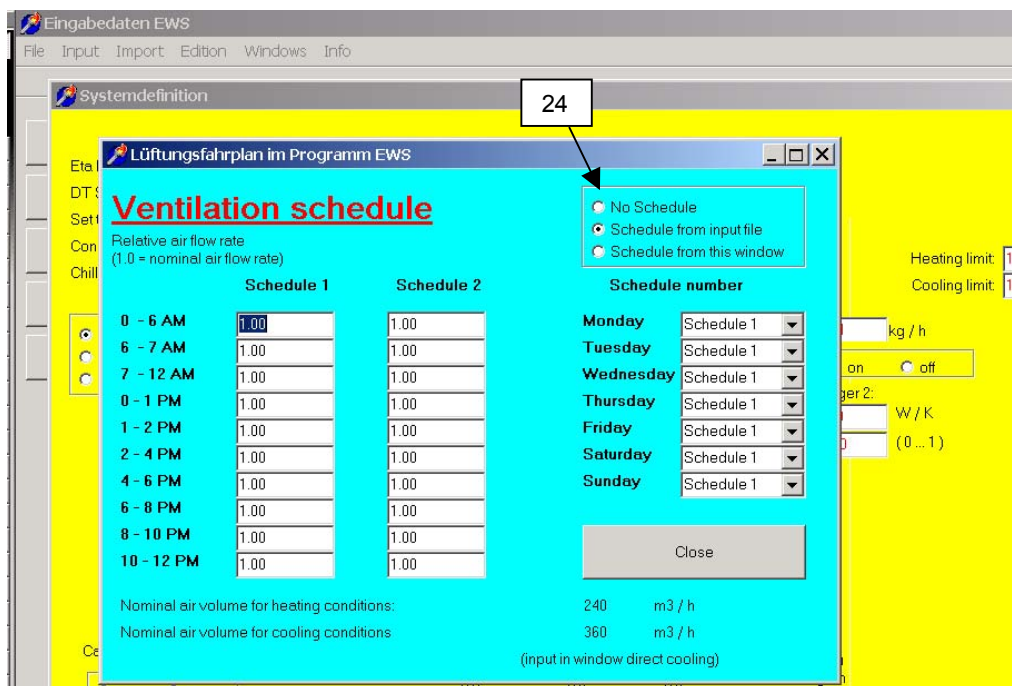 Eingabedaten EWS
File Input Import Edition Windows Info
Systemdefinition
24
Lüftungsfahrplan im Programm EWS
Eta
DT
Set
Con
Chill
Ventilation schedule
Relative air flow rate
(1.0 = nominal air flow rate)
No Schedule
Schedule from input file
Schedule from this window
Heating limit:
Cooling limit:
Schedule 1 Schedule 2 Schedule number
0 - 6 AM 1.00 1.00 Monday Schedule 1
6 - 7 AM 1.00 1.00 Tuesday Schedule 1
7 - 12 AM 1.00 1.00 Wednesday Schedule 1
0 - 1 PM 1.00 1.00 Thursday Schedule 1
1 - 2 PM 1.00 1.00 Friday Schedule 1
2 - 4 PM 1.00 1.00 Saturday Schedule 1
4 - 6 PM 1.00 1.00 Sunday Schedule 1
6 - 8 PM 1.00 1.00
8 - 10 PM 1.00 1.00
10 - 12 PM 1.00 1.00
kg / h
on off
ger 2:
W / K
(0 ... 1)
Close
Nominal air volume for heating conditions: 240 m3 / h
Nominal air volume for cooling conditions 360 m3 / h
(input in window direct cooling)